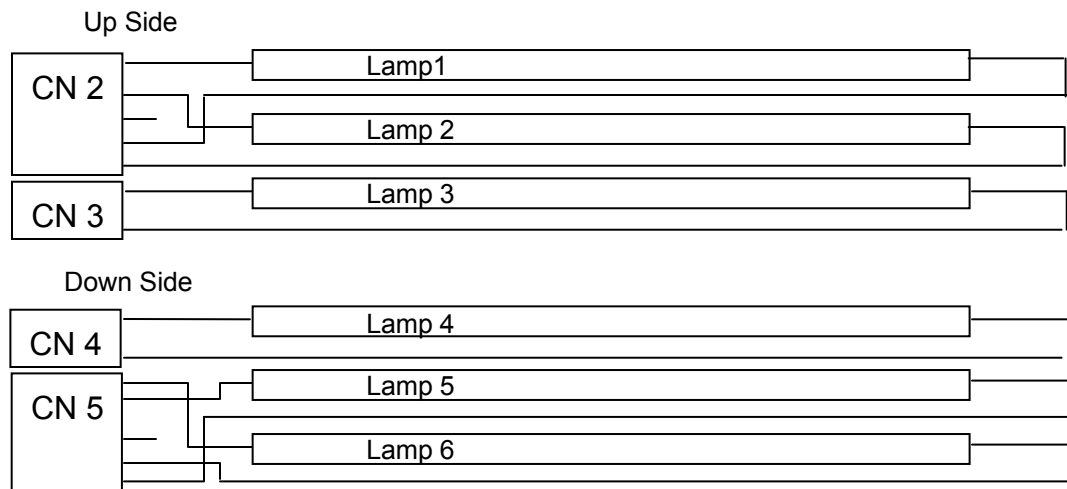 Up Side
CN 2
Lamp1
Lamp 2
CN 3
Lamp 3
Down Side
CN 4
Lamp 4
CN 5
Lamp 5
Lamp 6